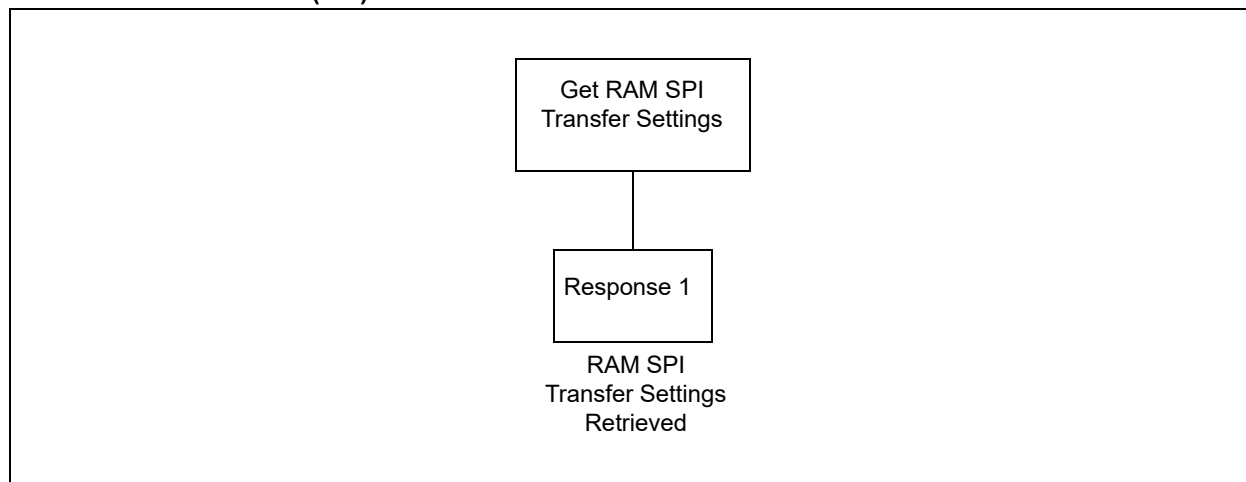 Get RAM SPI
Transfer Settings
Response 1
RAM SPI
Transfer Settings
Retrieved